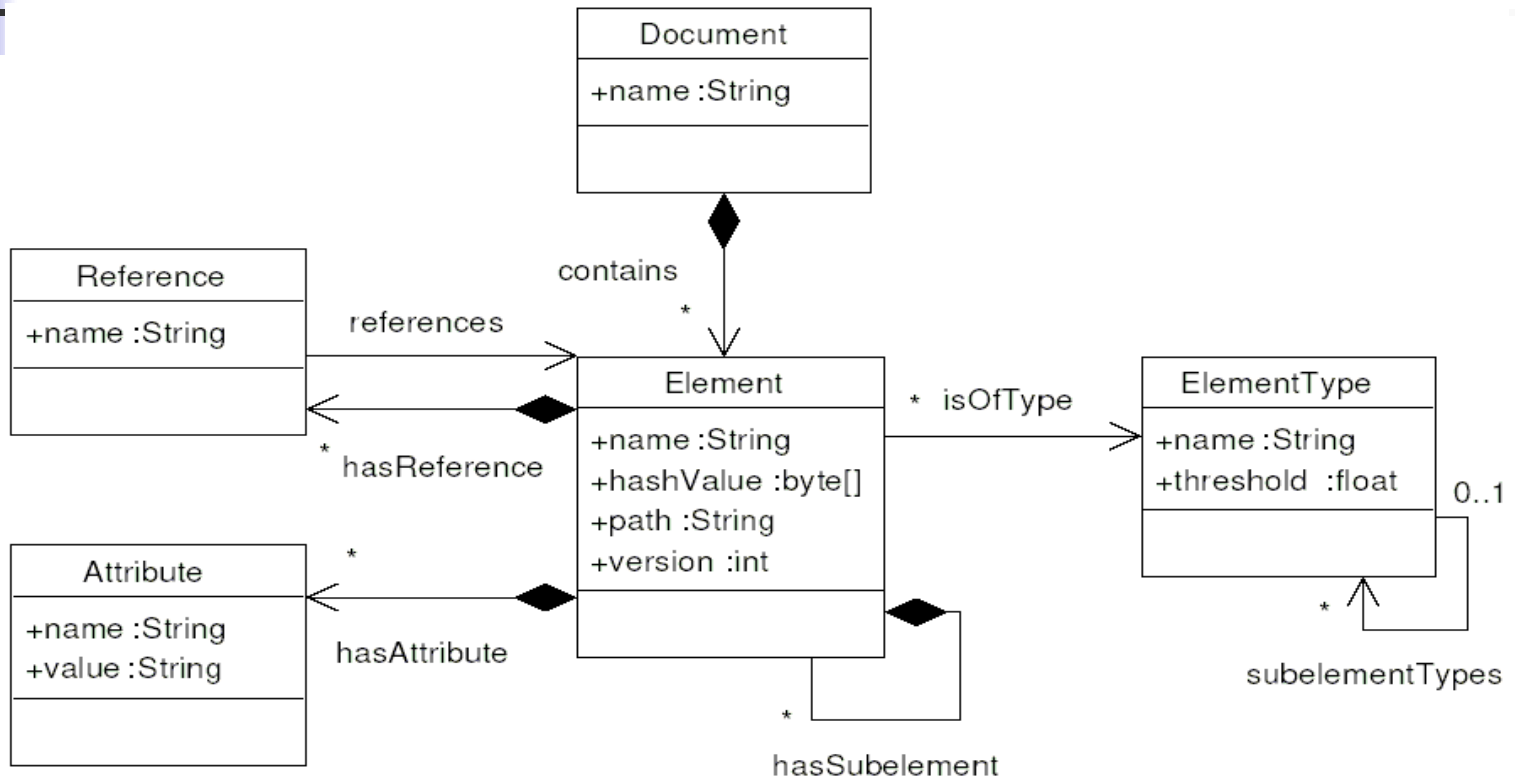 Document
+name :String
contains
*
Reference
+name :String
references
*
hasReference
Element
+name :String
+hashValue :byte[]
+path :String
+version :int
*
isOfType
ElementType
+name :String
+threshold :float
0..1
*
subelementTypes
Attribute
+name :String
+value :String
*
hasAttribute
*
hasSubelement